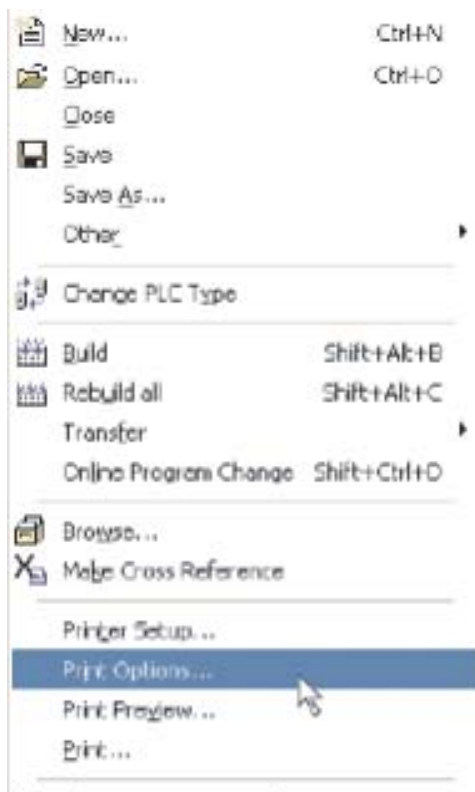 New... Ctrl+N
Open... Ctrl+O
Close
Save
Save As...
Other
Change PLC Type
Build Shift+Alt+B
Rebuild all Shift+Alt+C
Transfer
Online Program Change Shift+Ctrl+O
Browse...
Make Cross Reference
Printer Setup...
Print Options...
Print Preview...
Print...